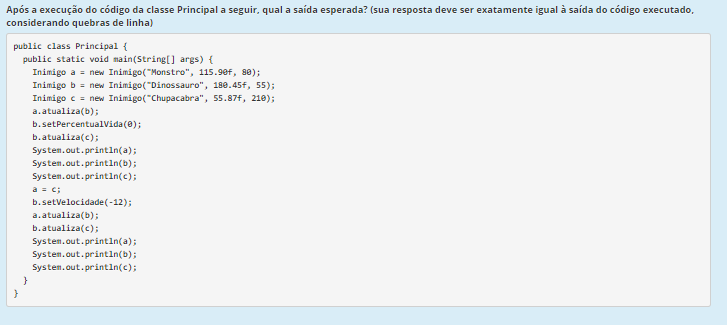 Após a execução do código da classe Principal a seguir, qual a saída esperada? (sua resposta deve ser exatamente igual à saída do código executado,
considerando quebras de linha)
public class Principal {
  public static void main(String[] args) {
    Inimigo a = new Inimigo("Monstro", 115.90f, 80);
    Inimigo b = new Inimigo("Dinossauro", 180.45f, 55);
    Inimigo c = new Inimigo("Chupacabra", 55.87f, 210);
    a.atualiza(b);
    b.setPercentualVida(0);
    b.atualiza(c);
    System.out.println(a);
    System.out.println(b);
    System.out.println(c);
    a = c;
    b.setVelocidade(-12);
    a.atualiza(b);
    b.atualiza(c);
    System.out.println(a);
    System.out.println(b);
    System.out.println(c);
  }
}